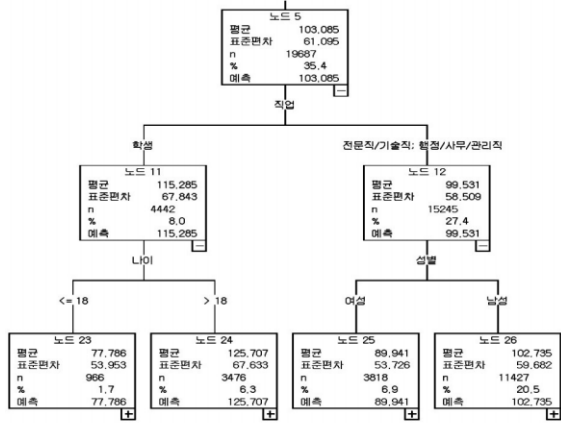 노드 5
평균 103,085
표준편차 61,095
n 19687
% 35,4
예측 103,085
직업
학생
전문직/기술직; 행정/사무/관리직
노드 11
평균 115,285
표준편차 67,843
n 4442
% 8,0
예측 115,285
노드 12
평균 99,531
표준편차 58,509
n 15245
% 27,4
예측 99,531
나이
성별
<= 18
> 18
여성
남성
노드 23
평균 77,786
표준편차 53,953
n 966
% 1,7
예측 77,786
노드 24
평균 125,707
표준편차 67,633
n 3476
% 6,3
예측 125,707
노드 25
평균 89,941
표준편차 53,726
n 3818
% 6,9
예측 89,941
노드 26
평균 102,735
표준편차 59,682
n 11427
% 20,5
예측 102,735